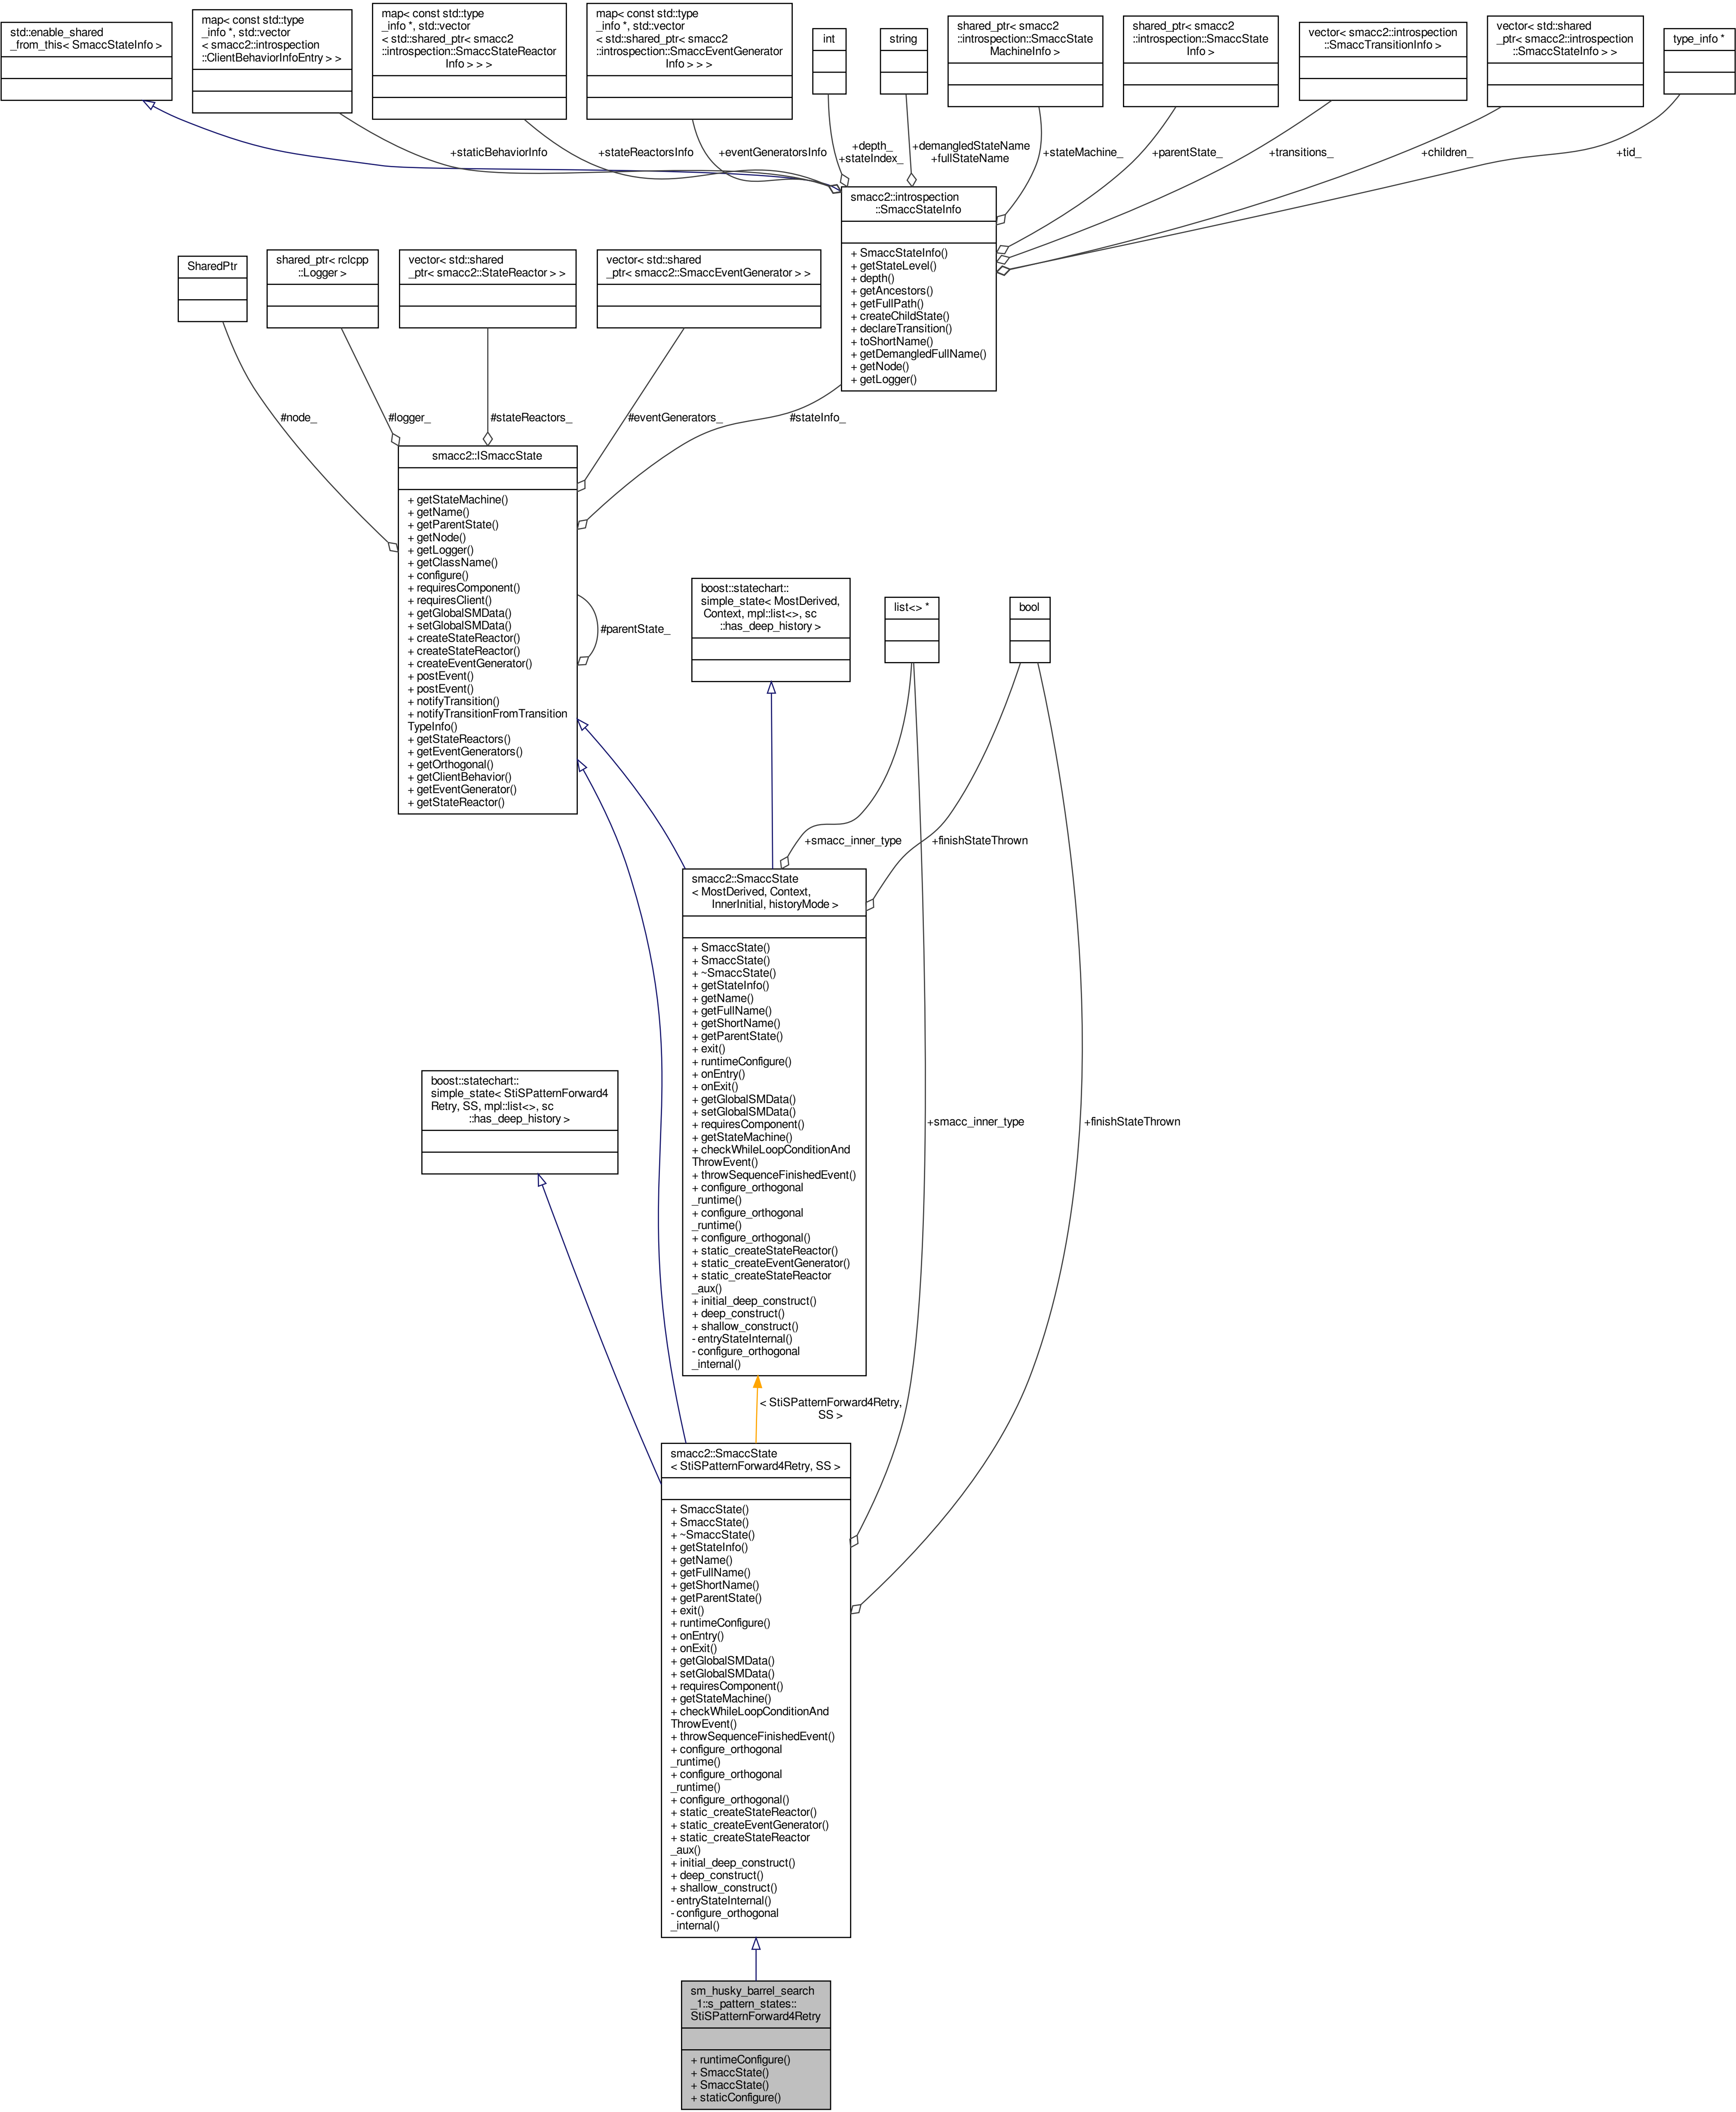 std::enable_shared
_from_this< SmaccStateInfo >
map< const std::type
_info *, std::vector
< smacc2::introspection
::ClientBehaviorInfoEntry > >
map< const std::type
_info *, std::vector
< std::shared_ptr< smacc2
::introspection::SmaccStateReactor
Info > > >
map< const std::type
_info *, std::vector
< std::shared_ptr< smacc2
::introspection::SmaccEventGenerator
Info > > >
int
string
shared_ptr< smacc2
::introspection::SmaccState
MachineInfo >
shared_ptr< smacc2
::introspection::SmaccState
Info >
vector< smacc2::introspection
::SmaccTransitionInfo >
vector< std::shared
_ptr< smacc2::introspection
::SmaccStateInfo > >
type_info *
+staticBehaviorInfo
+stateReactorsInfo
+eventGeneratorsInfo
+depth_
+stateIndex_
+demangledStateName
+fullStateName
+stateMachine_
+parentState_
+transitions_
+children_
+tid_
smacc2::introspection
::SmaccStateInfo
+ SmaccStateInfo()
+ getStateLevel()
+ depth()
+ getAncestors()
+ getFullPath()
+ createChildState()
+ declareTransition()
+ toShortName()
+ getDemangledFullName()
+ getNode()
+ getLogger()
SharedPtr
shared_ptr< rclcpp
::Logger >
vector< std::shared
_ptr< smacc2::StateReactor > >
vector< std::shared
_ptr< smacc2::SmaccEventGenerator > >
#node_
#logger_
#stateReactors_
#eventGenerators_
#stateInfo_
smacc2::ISmaccState
+ getStateMachine()
+ getName()
+ getParentState()
+ getNode()
+ getLogger()
+ getClassName()
+ configure()
+ requiresComponent()
+ requiresClient()
+ getGlobalSMData()
+ setGlobalSMData()
+ createStateReactor()
+ createStateReactor()
+ createEventGenerator()
+ postEvent()
+ postEvent()
+ notifyTransition()
+ notifyTransitionFromTransition
TypeInfo()
+ getStateReactors()
+ getEventGenerators()
+ getOrthogonal()
+ getClientBehavior()
+ getEventGenerator()
+ getStateReactor()
#parentState_
boost::statechart::
simple_state< MostDerived,
Context, mpl::list<>, sc
::has_deep_history >
list<> *
bool
+smacc_inner_type
+finishStateThrown
smacc2::SmaccState
< MostDerived, Context,
InnerInitial, historyMode >
+ SmaccState()
+ SmaccState()
+ ~SmaccState()
+ getStateInfo()
+ getName()
+ getFullName()
+ getShortName()
+ getParentState()
+ exit()
+ runtimeConfigure()
+ onEntry()
+ onExit()
+ getGlobalSMData()
+ setGlobalSMData()
+ requiresComponent()
+ getStateMachine()
+ checkWhileLoopConditionAnd
ThrowEvent()
+ throwSequenceFinishedEvent()
+ configure_orthogonal
_runtime()
+ configure_orthogonal
_runtime()
+ configure_orthogonal()
+ static_createStateReactor()
+ static_createEventGenerator()
+ static_createStateReactor
_aux()
+ initial_deep_construct()
+ deep_construct()
+ shallow_construct()
- entryStateInternal()
- configure_orthogonal
_internal()
boost::statechart::
simple_state< StiSPatternForward4
Retry, SS, mpl::list<>, sc
::has_deep_history >
+smacc_inner_type
+finishStateThrown
< StiSPatternForward4Retry,
SS >
smacc2::SmaccState
< StiSPatternForward4Retry, SS >
+ SmaccState()
+ SmaccState()
+ ~SmaccState()
+ getStateInfo()
+ getName()
+ getFullName()
+ getShortName()
+ getParentState()
+ exit()
+ runtimeConfigure()
+ onEntry()
+ onExit()
+ getGlobalSMData()
+ setGlobalSMData()
+ requiresComponent()
+ getStateMachine()
+ checkWhileLoopConditionAnd
ThrowEvent()
+ throwSequenceFinishedEvent()
+ configure_orthogonal
_runtime()
+ configure_orthogonal
_runtime()
+ configure_orthogonal()
+ static_createStateReactor()
+ static_createEventGenerator()
+ static_createStateReactor
_aux()
+ initial_deep_construct()
+ deep_construct()
+ shallow_construct()
- entryStateInternal()
- configure_orthogonal
_internal()
sm_husky_barrel_search
_1::s_pattern_states::
StiSPatternForward4Retry
+ runtimeConfigure()
+ SmaccState()
+ SmaccState()
+ staticConfigure()